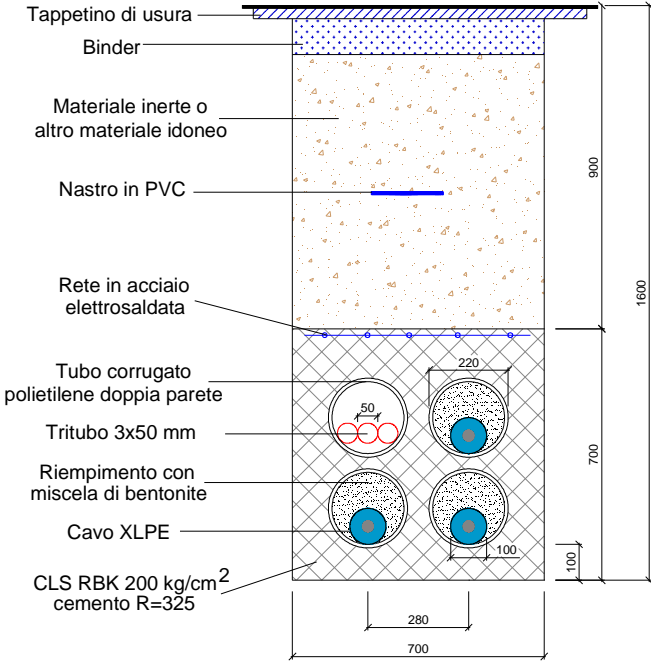 Tappetino di usura
Binder
Materiale inerte o
altro materiale idoneo
Nastro in PVC
Rete in acciaio
elettrosaldata
Tubo corrugato
polietilene doppia parete
Tritubo 3x50 mm
Riempimento con
miscela di bentonite
Cavo XLPE
CLS RBK 200 kg/cm²
cemento R=325
900
1600
220
50
700
100
100
280
700